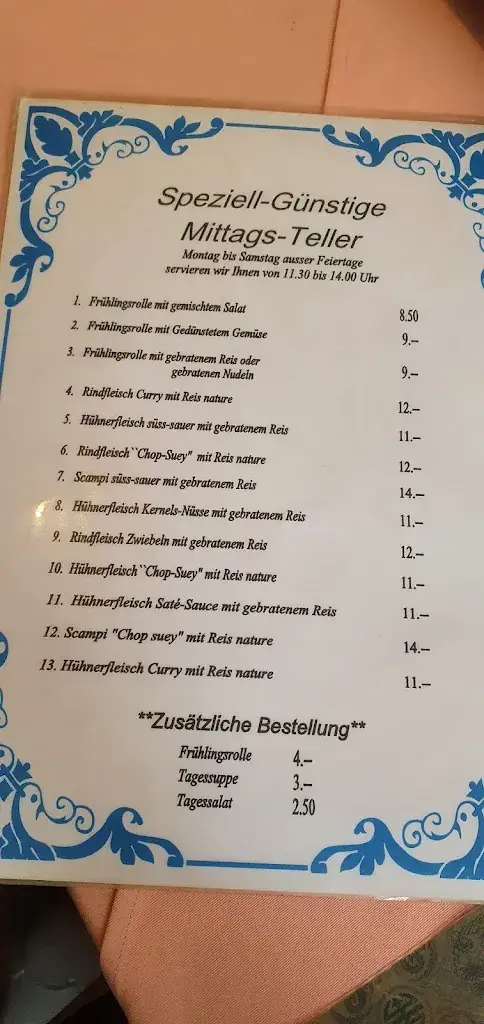 Speziell-Günstige
Mittags-Teller
Montag bis Samstag ausser Feiertage
servieren wir Ihnen von 11.30 bis 14.00 Uhr
1. Frühlingsrolle mit gemischtem Salat 8.50
2. Frühlingsrolle mit Gedünstetem Gemüse 9.–
3. Frühlingsrolle mit gebratenem Reis oder
gebratenen Nudeln 9.–
4. Rindfleisch Curry mit Reis nature 12.–
5. Hühnerfleisch süss-sauer mit gebratenem Reis 11.–
6. Rindfleisch``Chop-Suey" mit Reis nature 12.–
7. Scampi süss-sauer mit gebratenem Reis 14.–
8. Hühnerfleisch Kernels-Nüsse mit gebratenem Reis 11.–
9. Rindfleisch Zwiebeln mit gebratenem Reis 12.–
10. Hühnerfleisch``Chop-Suey" mit Reis nature 11.–
11. Hühnerfleisch Saté-Sauce mit gebratenem Reis 11.–
12. Scampi "Chop suey" mit Reis nature 14.–
13. Hühnerfleisch Curry mit Reis nature 11.–
**Zusätzliche Bestellung**
Frühlingsrolle 4.–
Tagessuppe 3.–
Tagessalat 2.50